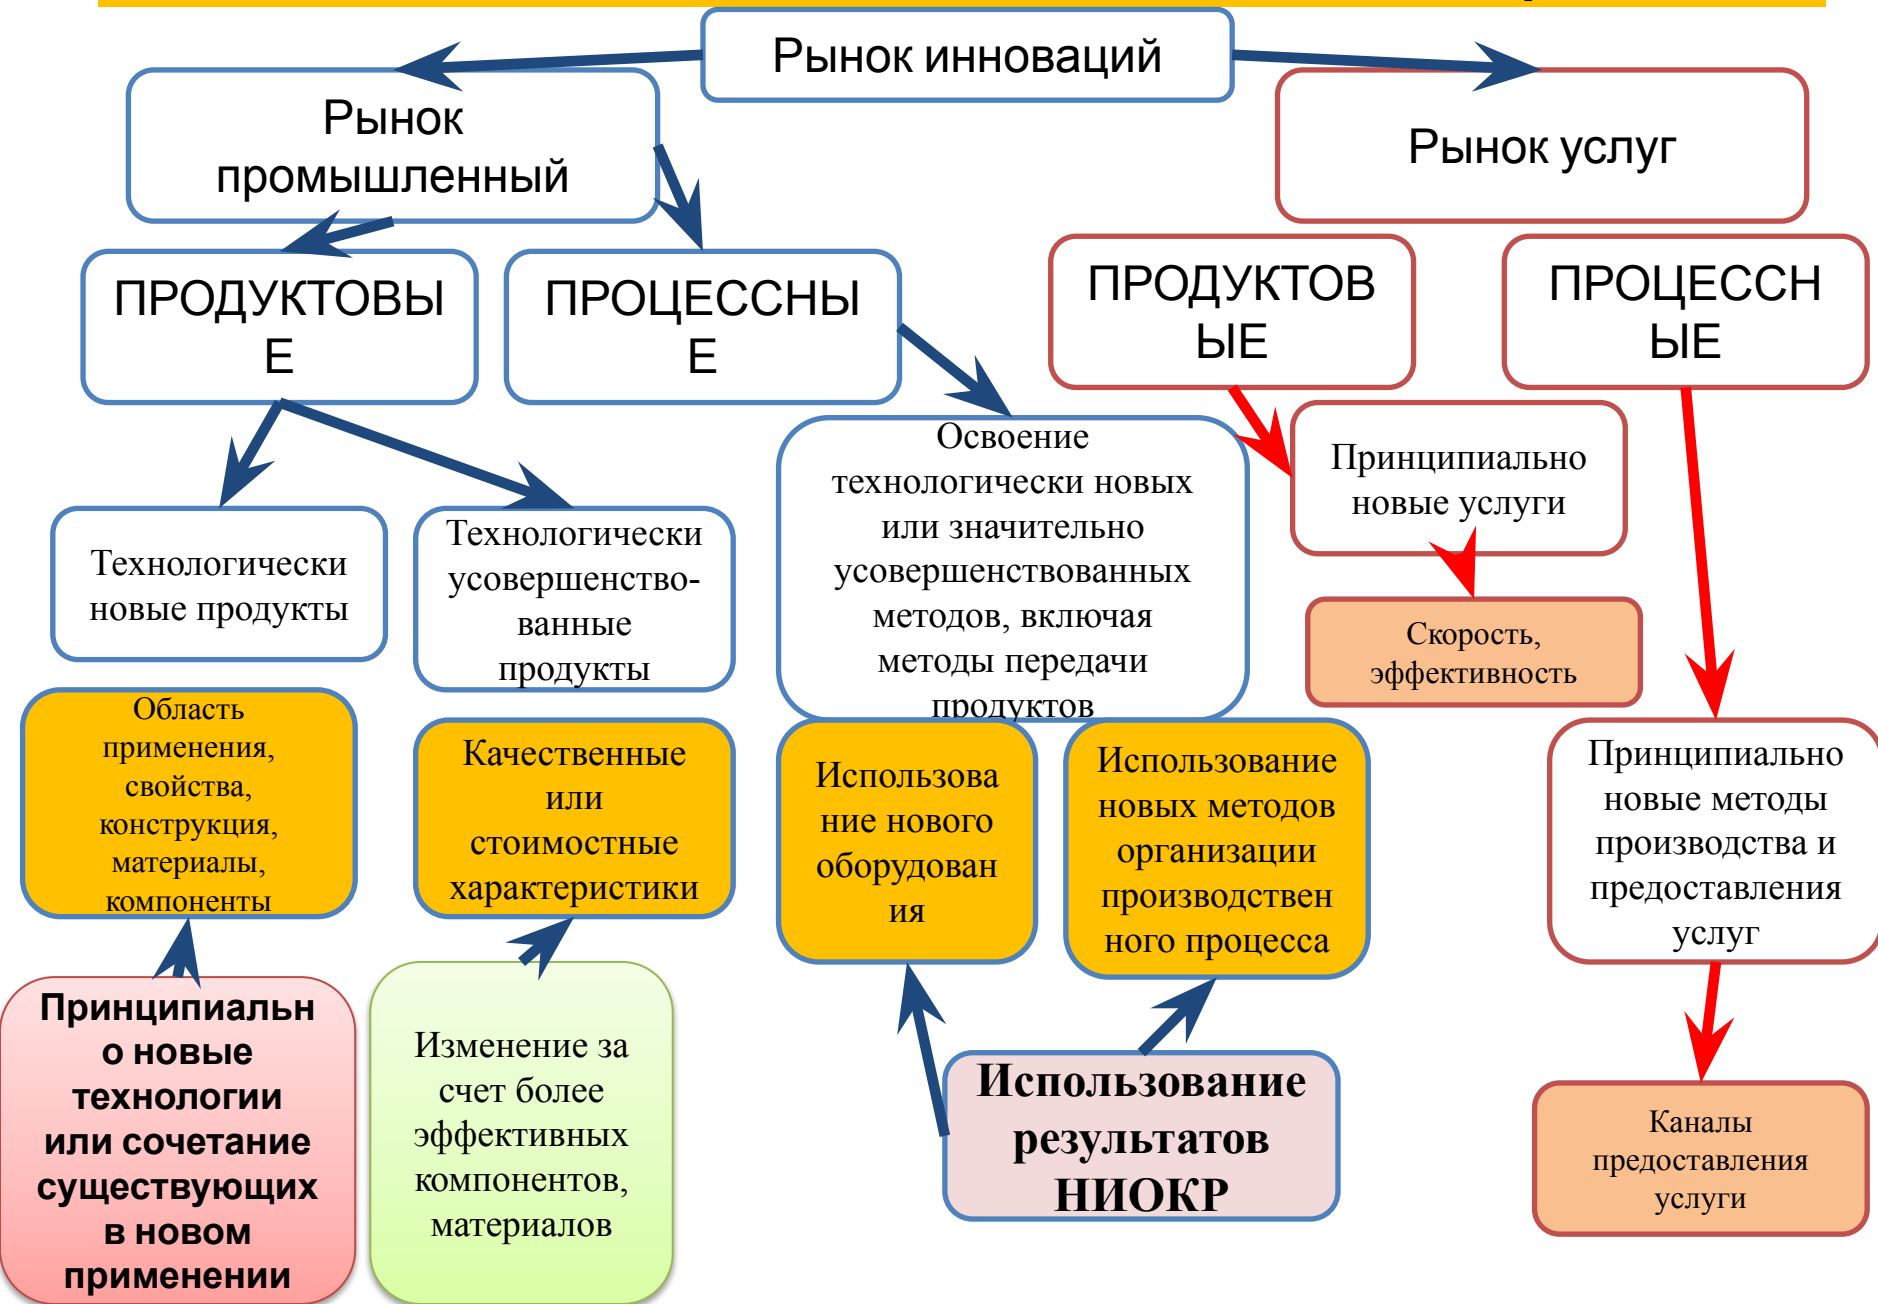 Рынок инноваций
Рынок
промышленный
Рынок услуг
ПРОДУКТОВЫ
Е
ПРОЦЕССНЫ
Е
ПРОДУКТОВ
ЫЕ
ПРОЦЕССН
ЫЕ
Технологически
новые продукты
Технологически
усовершенство-
ванные
продукты
Освоение
технологически новых
или значительно
усовершенствованных
методов, включая
методы передачи
продуктов
Принципиально
новые услуги
Скорость,
эффективность
Область
применения,
свойства,
конструкция,
материалы,
компоненты
Качественные
или
стоимостные
характеристики
Использова
ние нового
оборудован
ия
Использование
новых методов
организации
производствен
ного процесса
Принципиально
новые методы
производства и
предоставления
услуг
Принципиальн
о новые
технологии
или сочетание
существующих
в новом
применении
Изменение за
счет более
эффективных
компонентов,
материалов
Использование
результатов
НИОКР
Каналы
предоставления
услуги